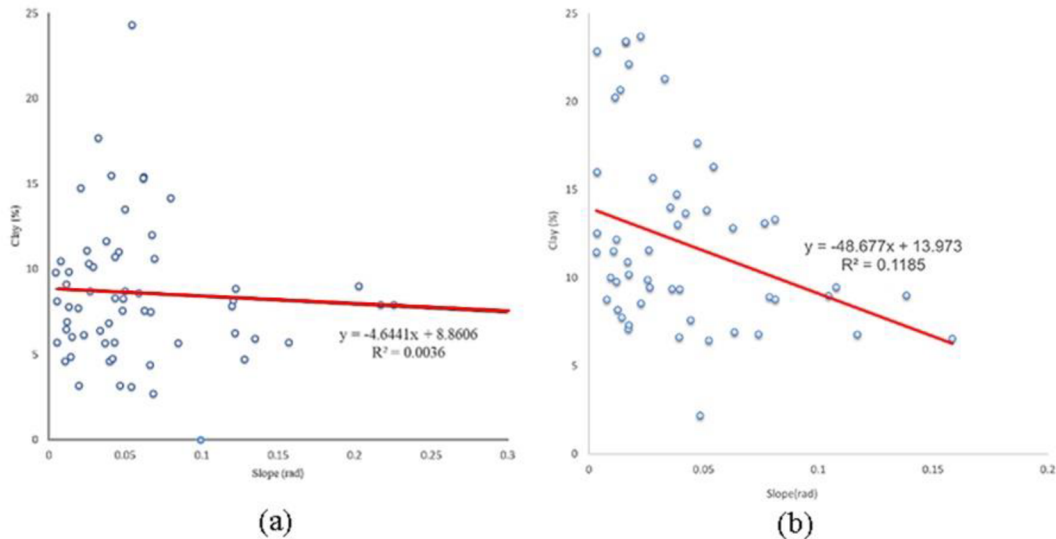 25
20
15
10
5
0
Clay (%)
0
0.05
0.1
0.15
0.2
0.25
0.3
Slope (rad)
y = -4.6441x + 8.8606
R² = 0.0036
(a)
25
20
15
10
5
0
Clay (%)
0
0.05
0.1
0.15
0.2
Slope(rad)
y = -48.677x + 13.973
R² = 0.1185
(b)